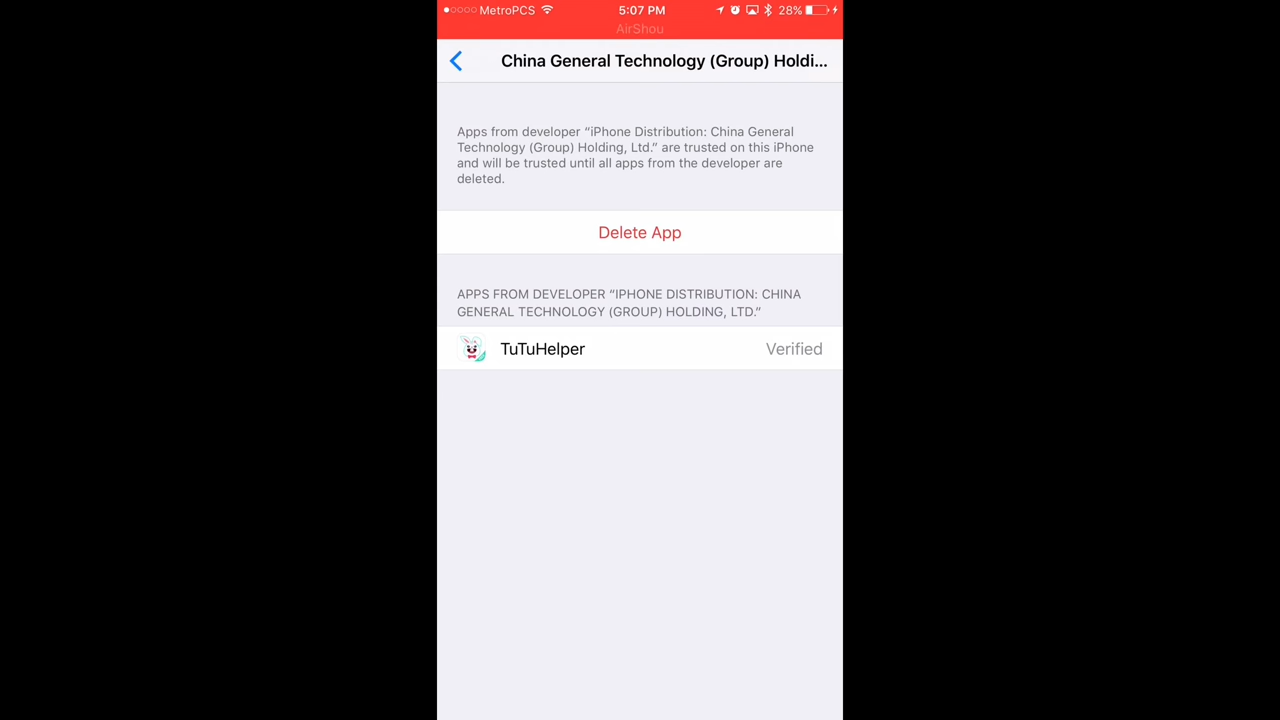 MetroPCS 5:07 PM 28%
AirShou
China General Technology (Group) Holdi...
Apps from developer “iPhone Distribution: China General
Technology (Group) Holding, Ltd.” are trusted on this iPhone
and will be trusted until all apps from the developer are
deleted.
Delete App
APPS FROM DEVELOPER “IPHONE DISTRIBUTION: CHINA
GENERAL TECHNOLOGY (GROUP) HOLDING, LTD.”
TuTuHelper Verified